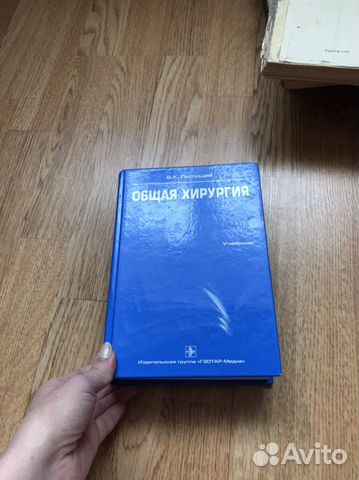 В.К. Гостищев
ОБЩАЯ ХИРУРГИЯ
Учебник
Издательская группа «ГЭОТАР-Медиа»
Avito